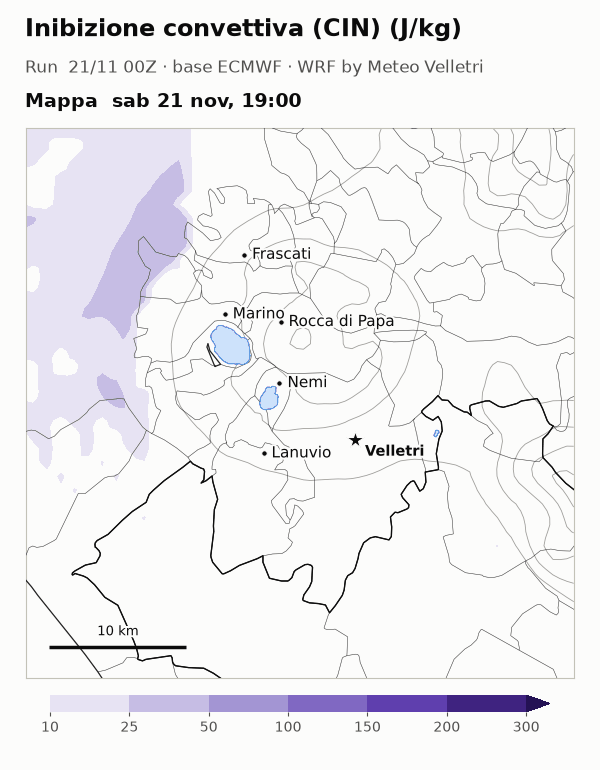 Inibizione convettiva (CIN) (J/kg)
Run  21/11 00Z · base ECMWF · WRF by Meteo Velletri
Mappa  sab 21 nov, 19:00
Frascati
Marino
Rocca di Papa
Nemi
Velletri
Lanuvio
10 km
10 25 50 100 150 200 300